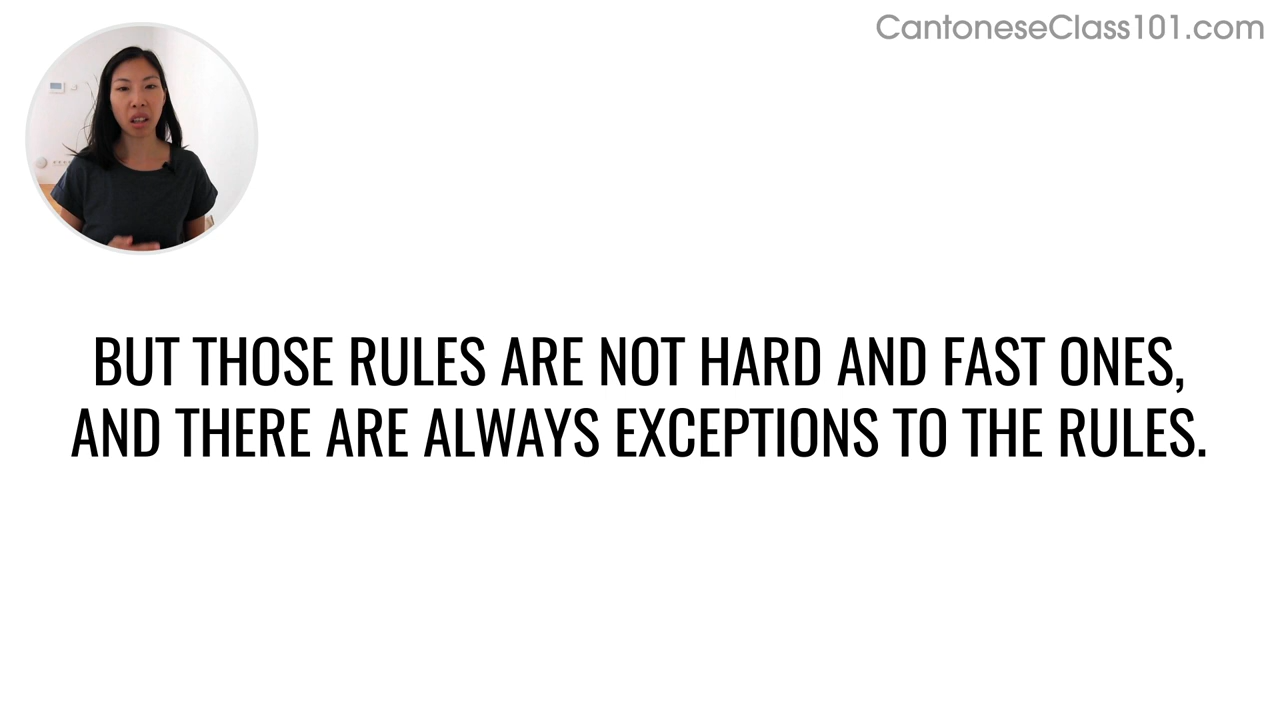 CantoneseClass101.com
BUT THOSE RULES ARE NOT HARD AND FAST ONES,
AND THERE ARE ALWAYS EXCEPTIONS TO THE RULES.